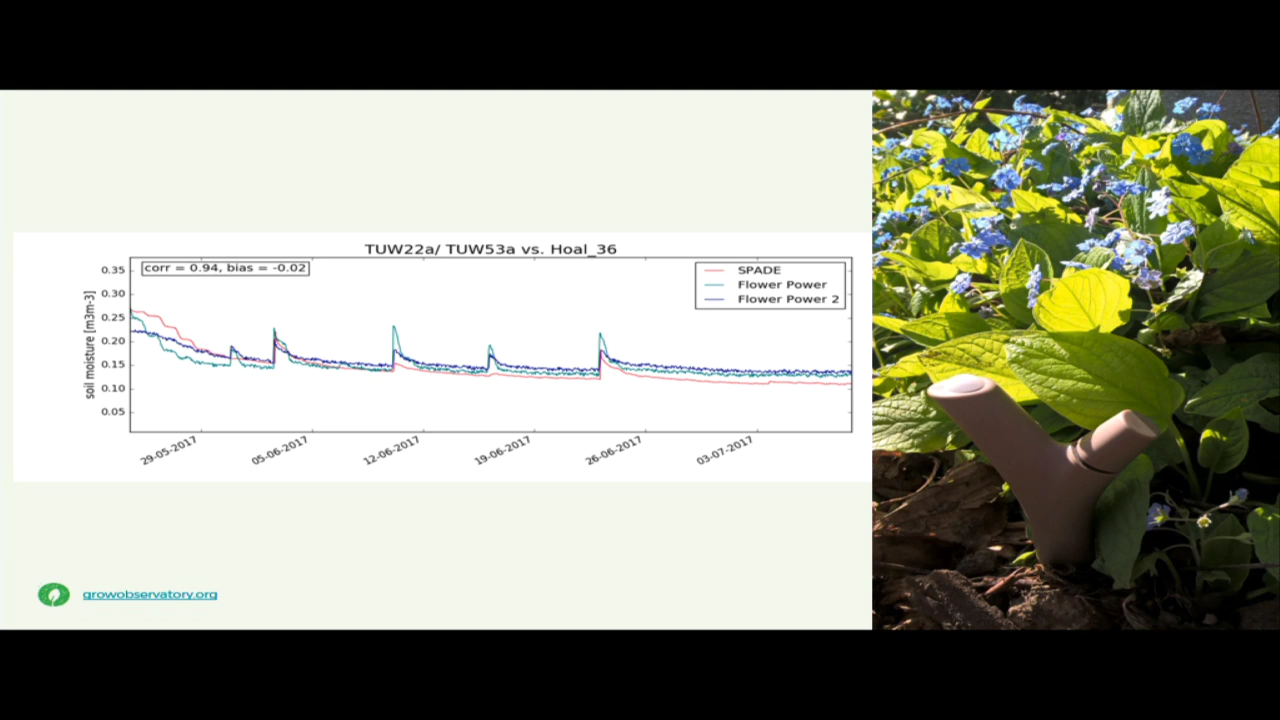 TUW22a/ TUW53a vs. Hoal_36
corr = 0.94, bias = -0.02
SPADE
Flower Power
Flower Power 2
soil moisture [m3m-3]
0.35
0.30
0.25
0.20
0.15
0.10
0.05
29-05-2017
05-06-2017
12-06-2017
19-06-2017
26-06-2017
03-07-2017
growobservatory.org